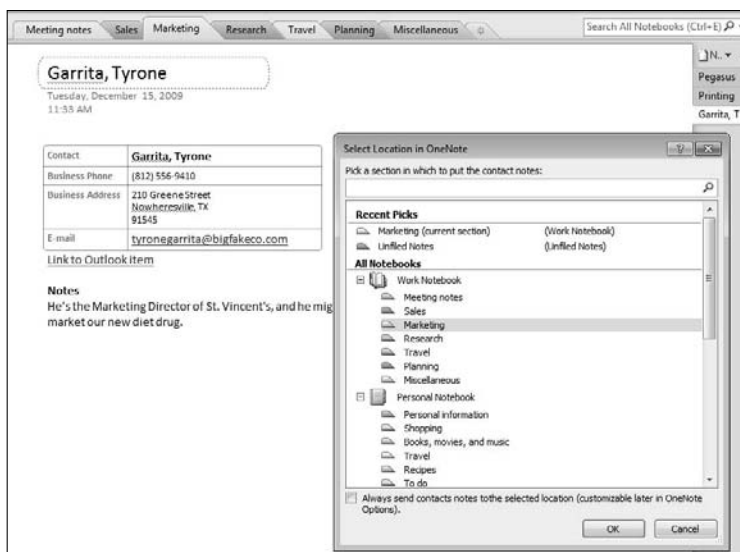 Meeting notes Sales Marketing Research Travel Planning Miscellaneous
Search All Notebooks (Ctrl+E)
N..
Pegasus
Printing
Garrita, T
Garrita, Tyrone
Tuesday, December 15, 2009
11:33 AM
Contact Garrita, Tyrone
Business Phone (812) 556-9410
Business Address 210 Greene Street
Nowheresville, TX
91545
E-mail tyronegarrita@bigfakeco.com
Link to Outlook item
Notes
He's the Marketing Director of St. Vincent's, and he mig
market our new diet drug.
Select Location in OneNote
Pick a section in which to put the contact notes:
Recent Picks
Marketing (current section) (Work Notebook)
Unfiled Notes (Unfiled Notes)
All Notebooks
Work Notebook
Meeting notes
Sales
Marketing
Research
Travel
Planning
Miscellaneous
Personal Notebook
Personal information
Shopping
Books, movies, and music
Travel
Recipes
To do
Always send contacts notes tothe selected location (customizable later in OneNote
Options).
OK Cancel